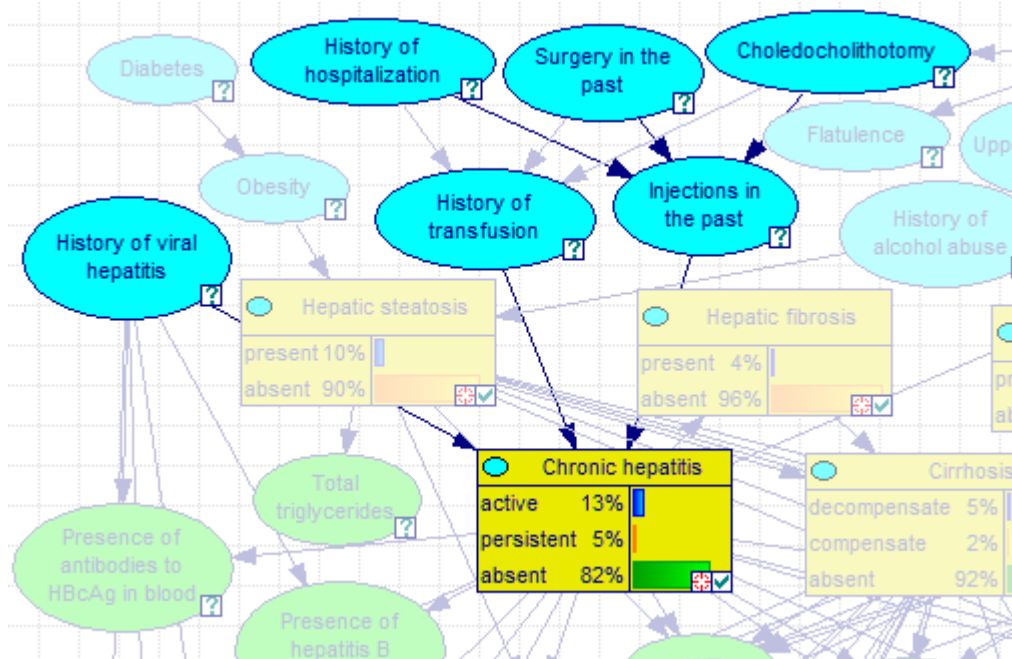 History of
hospitalization
Surgery in the
past
Choledocholithotomy
Diabetes
?
?
?
?
Flatulence
?
Upp
Obesity
?
History of
transfusion
?
Injections in
the past
?
History of
alcohol abuse
History of viral
hepatitis
?
Hepatic steatosis
present 10%
absent 90%
Hepatic fibrosis
present 4%
absent 96%
pr
ab
Chronic hepatitis
active 13%
persistent 5%
absent 82%
Cirrhosis
decompensate 5%
compensate 2%
absent 92%
Total
triglycerides
?
Presence of
antibodies to
HBcAg in blood
?
Presence of
hepatitis B